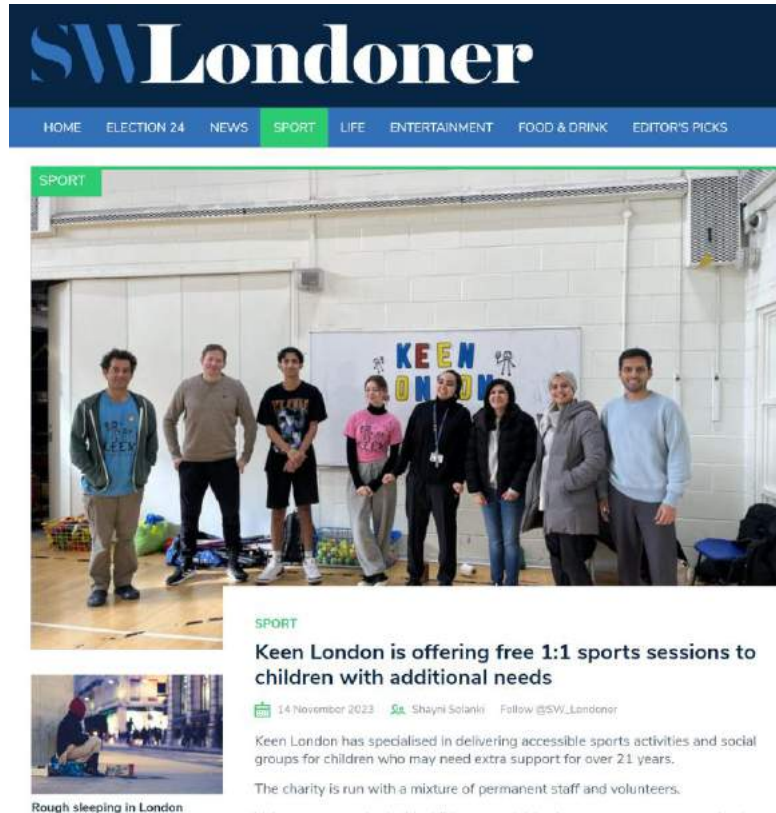 SWLondoner
HOME ELECTION 24 NEWS SPORT LIFE ENTERTAINMENT FOOD & DRINK EDITOR'S PICKS
SPORT
KEEN
LONDON
SPORT
Keen London is offering free 1:1 sports sessions to
children with additional needs
14 November 2023 Shayni Solanki Follow @SW_Londoner
Keen London has specialised in delivering accessible sports activities and social
groups for children who may need extra support for over 21 years.
The charity is run with a mixture of permanent staff and volunteers.
Rough sleeping in London